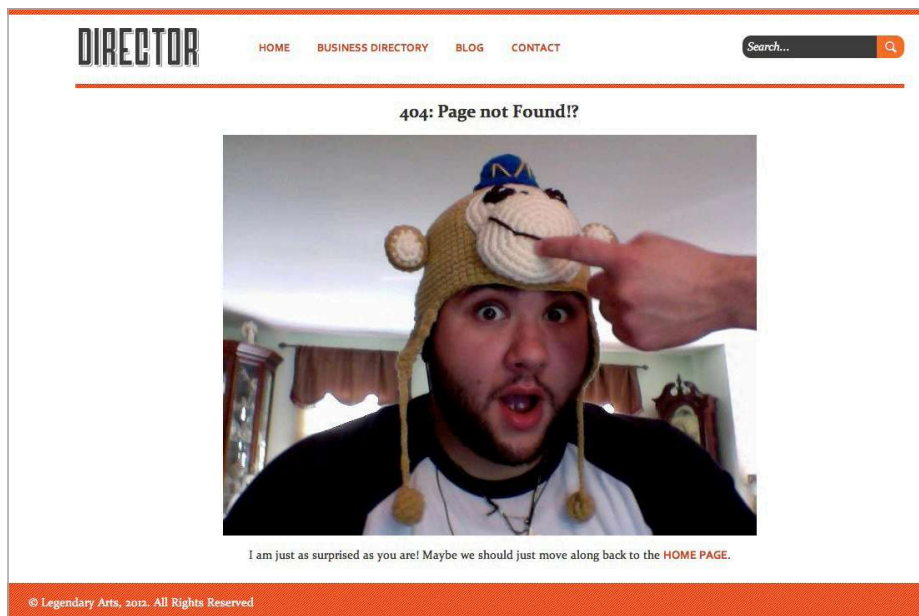 DIRECTOR
HOME BUSINESS DIRECTORY BLOG CONTACT
Search...
404: Page not Found!?
M
I am just as surprised as you are! Maybe we should just move along back to the HOME PAGE.
© Legendary Arts, 2012. All Rights Reserved